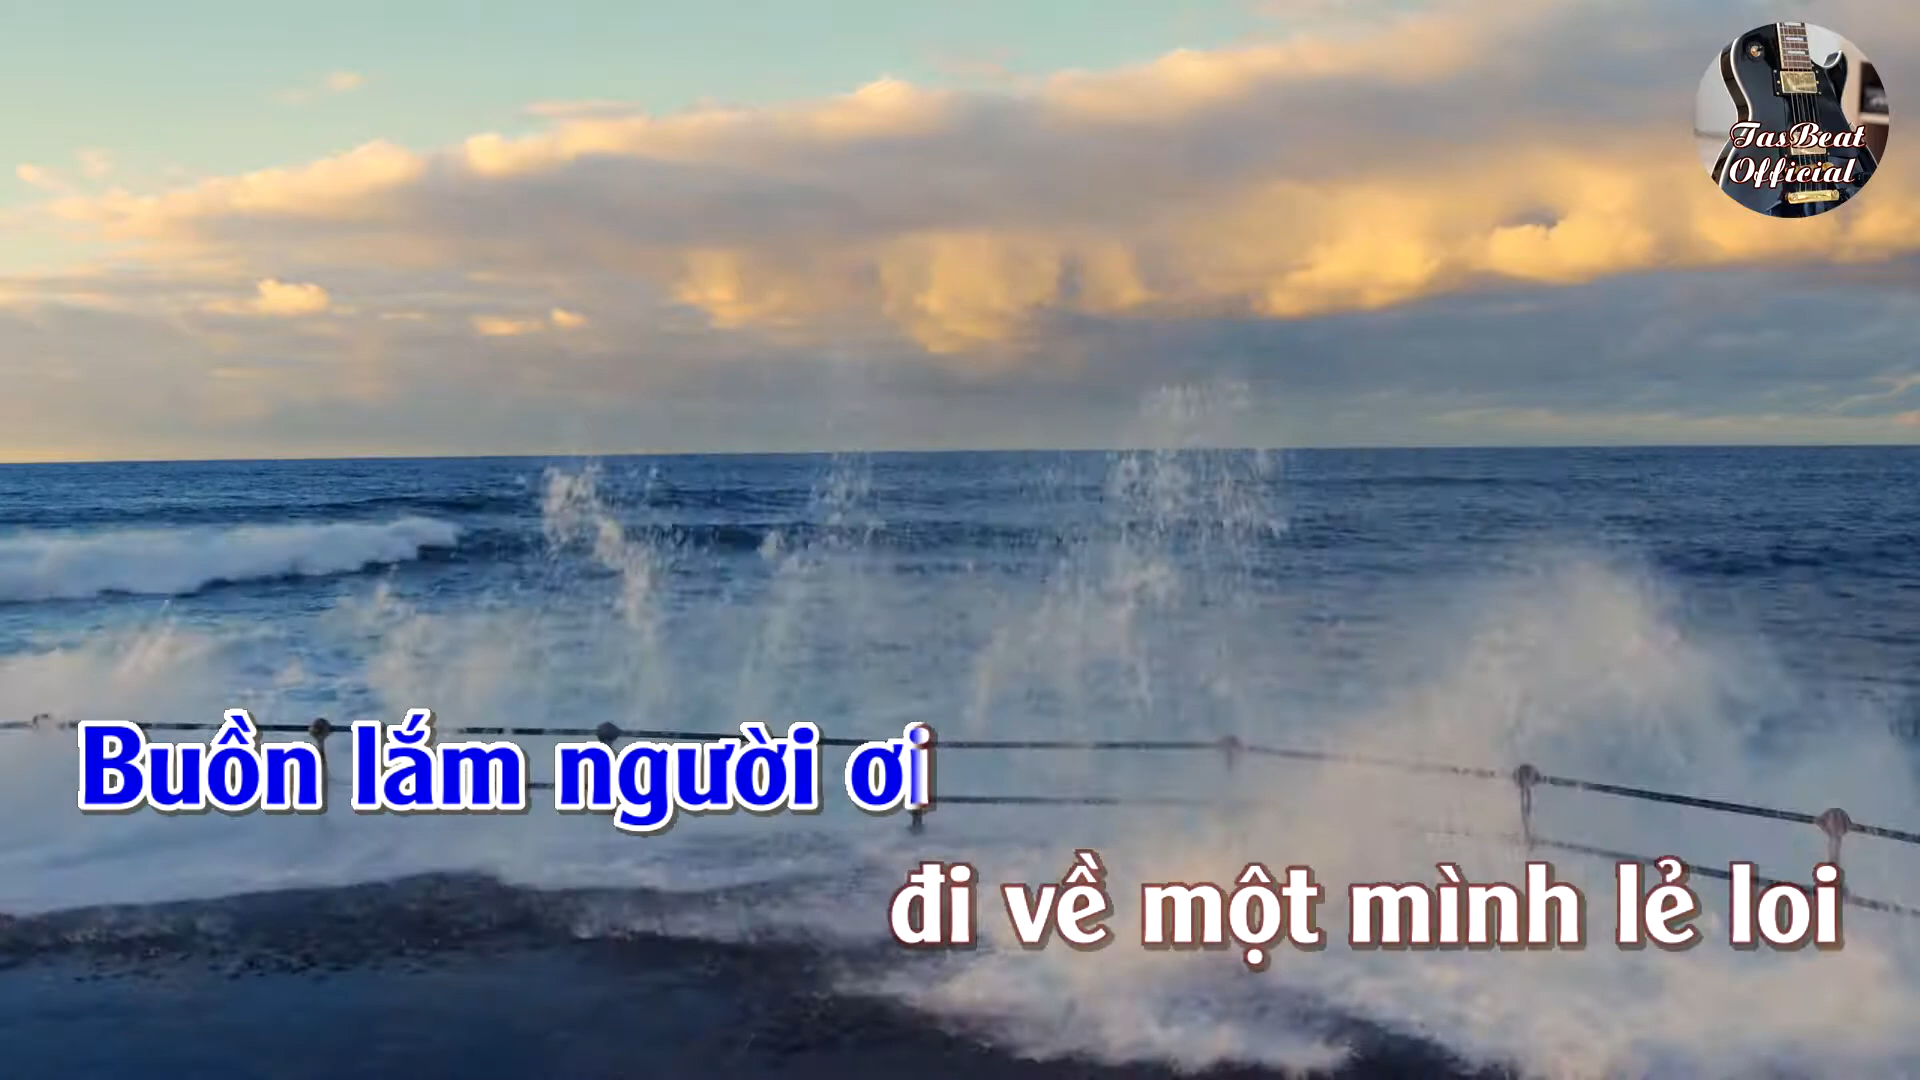 TasBeat
Official
Buồn lắm người ơi
đi về một mình lẻ loi